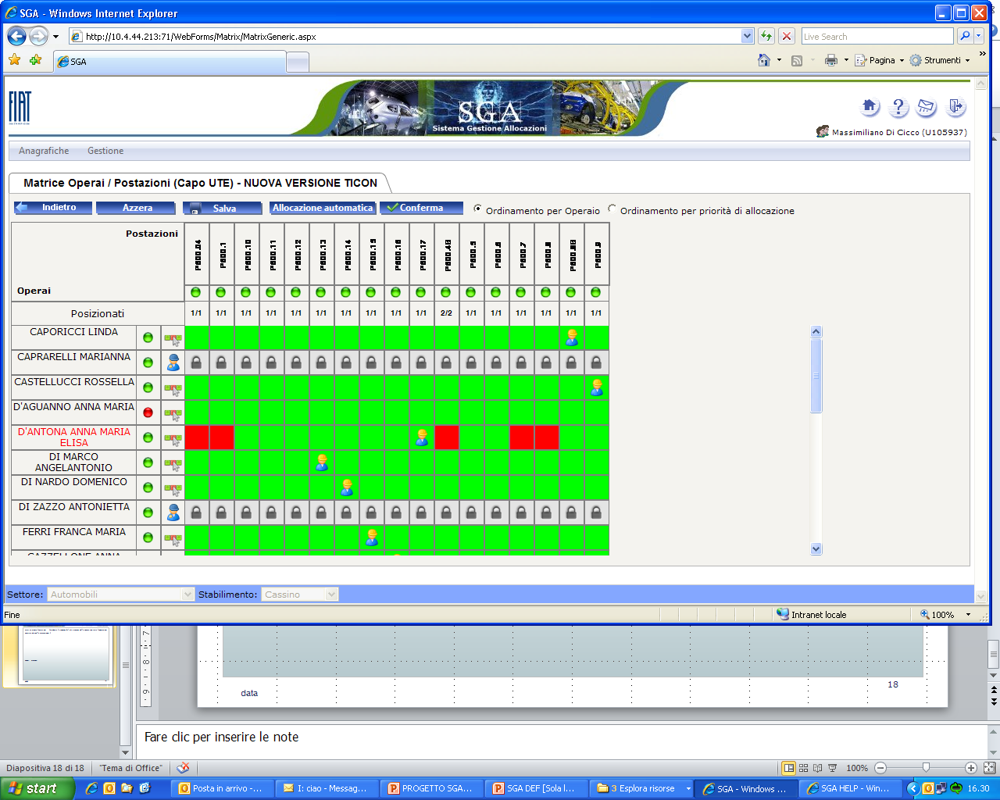 SGA - Windows Internet Explorer
http://10.4.44.213:71/WebForms/Matrix/MatrixGeneric.aspx
Live Search
SGA
Pagina
Strumenti
FIAT
SGA
Sistema Gestione Allocazioni
Massimiliano Di Cicco (U105937)
Anagrafiche Gestione
Matrice Operai / Postazioni (Capo UTE) - NUOVA VERSIONE TICON
Indietro Azzera Salva Allocazione automatica Conferma Ordinamento per Operaio Ordinamento per priorità di allocazione
Postazioni
P600.04 P600.1 P600.10 P600.11 P600.12 P600.13 P600.14 P600.15 P600.16 P600.17 P600.40 P600.5 P600.6 P600.7 P600.8 P600.80 P600.9
Operai
Posizionati 1/1 1/1 1/1 1/1 1/1 1/1 1/1 1/1 1/1 1/1 2/2 1/1 1/1 1/1 1/1 1/1 1/1
CAPORICCI LINDA
CAPRARELLI MARIANNA
CASTELLUCCI ROSSELLA
D'AGUANNO ANNA MARIA
D'ANTONA ANNA MARIA
ELISA
DI MARCO
ANGELANTONIO
DI NARDO DOMENICO
DI ZAZZO ANTONIETTA
FERRI FRANCA MARIA
GAZZELLONE ANNA
Settore: Automobili Stabilimento: Cassino
Fine Intranet locale 100%
data
18
Fare clic per inserire le note
Diapositiva 18 di 18 "Tema di Office" 100%
start Posta in arrivo -... I: ciao - Messag... PROGETTO SGA... SGA DEF [Sola l... 3 Esplora risorse SGA - Windows ... SGA HELP - Win... 16.30